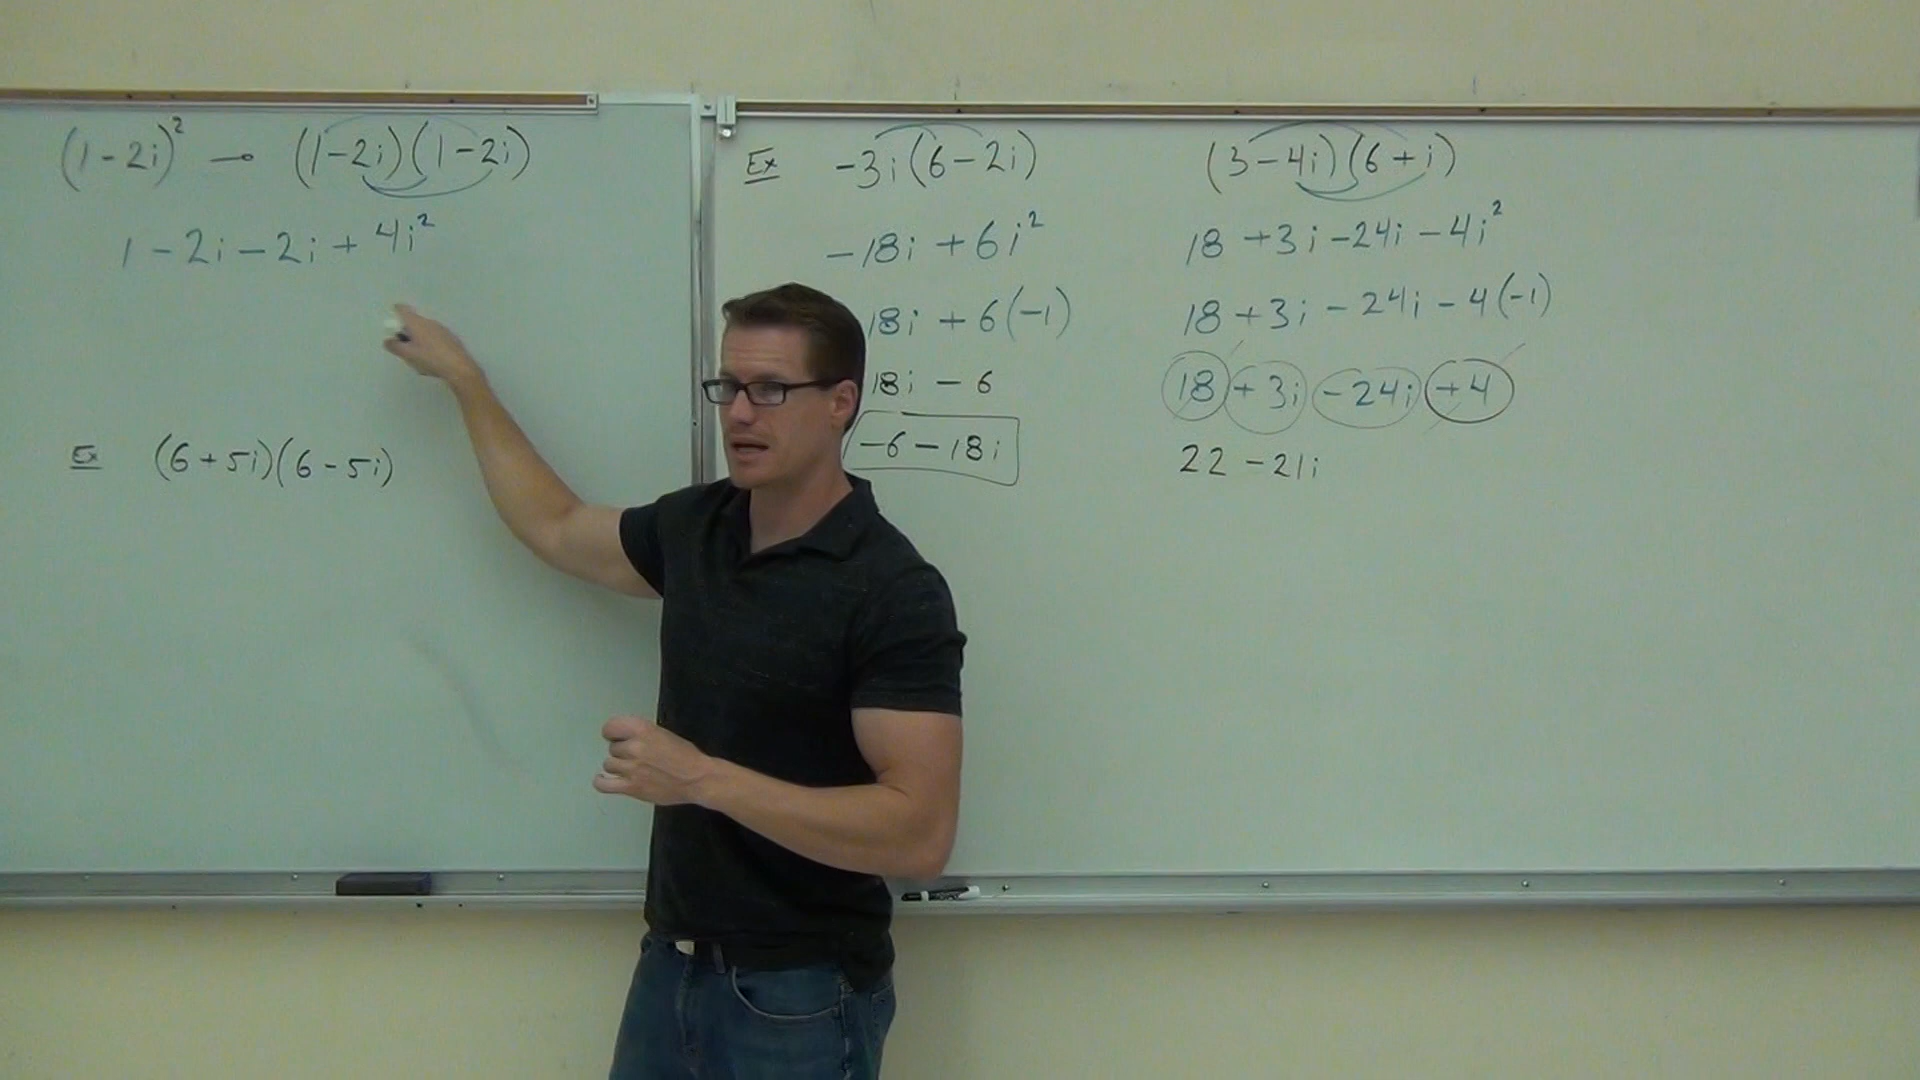 (1-2i)² → (1-2i)(1-2i)
1 - 2i - 2i + 4i²
Ex (6+5i)(6-5i)
Ex -3i(6-2i)
-18i + 6i²
18i + 6(-1)
18i - 6
-6 - 18i
(3-4i)(6+i)
18 + 3i - 24i - 4i²
18 + 3i - 24i - 4(-1)
18 + 3i - 24i + 4
22 - 21i